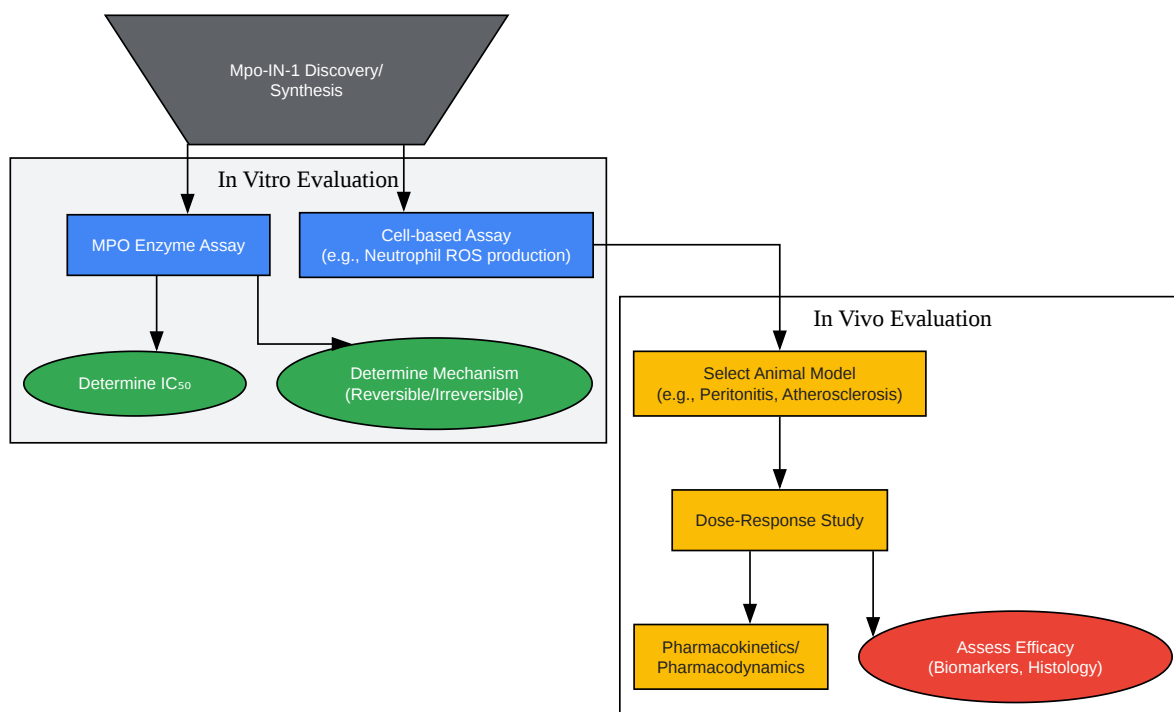 Mpo-IN-1 Discovery/
Synthesis
In Vitro Evaluation
MPO Enzyme Assay
Cell-based Assay
(e.g., Neutrophil ROS production)
Determine IC₅₀
Determine Mechanism
(Reversible/Irreversible)
In Vivo Evaluation
Select Animal Model
(e.g., Peritonitis, Atherosclerosis)
Dose-Response Study
Pharmacokinetics/
Pharmacodynamics
Assess Efficacy
(Biomarkers, Histology)